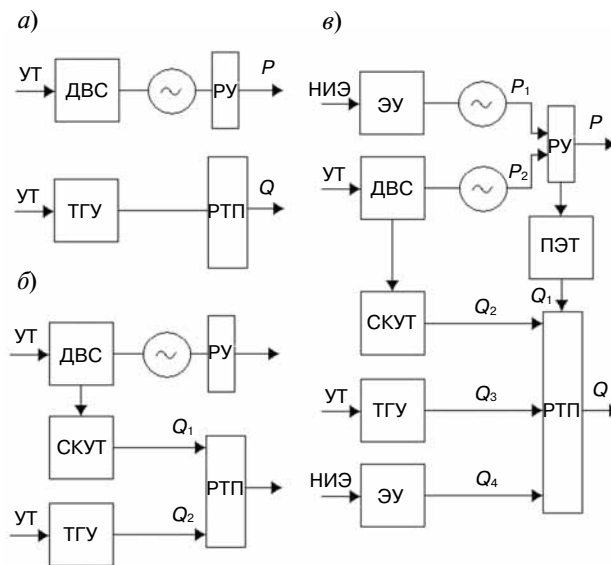 а)
УТ ДВС РУ P
УТ ТГУ РТП Q
б)
УТ ДВС РУ
СКУТ Q1
РТП
УТ ТГУ Q2
в)
НИЭ ЭУ P1
РУ P
УТ ДВС P2
ПЭТ
Q1
СКУТ Q2
УТ ТГУ Q3 РТП Q
НИЭ ЭУ Q4